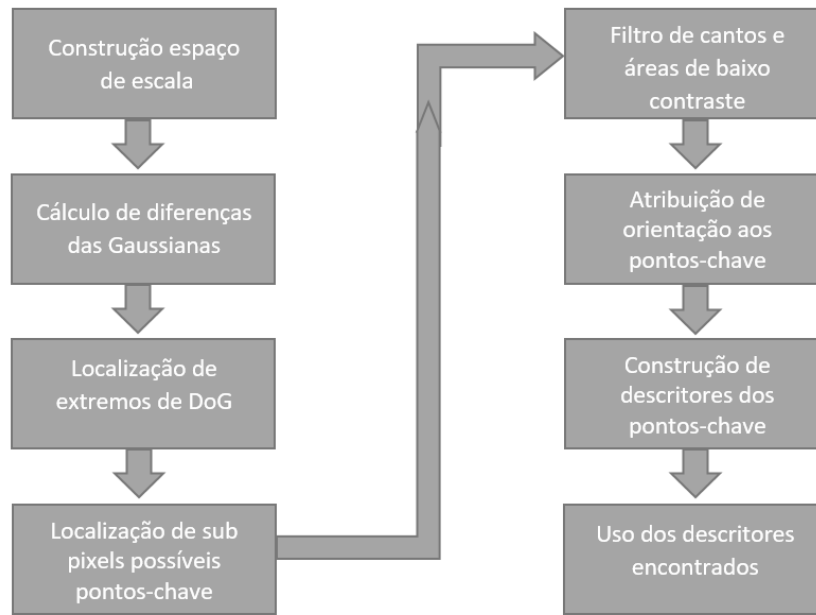 Construção espaço
de escala
Cálculo de diferenças
das Gaussianas
Localização de
extremos de DoG
Localização de sub
pixels possíveis
pontos-chave
Filtro de cantos e
áreas de baixo
contraste
Atribuição de
orientação aos
pontos-chave
Construção de
descritores dos
pontos-chave
Uso dos descritores
encontrados